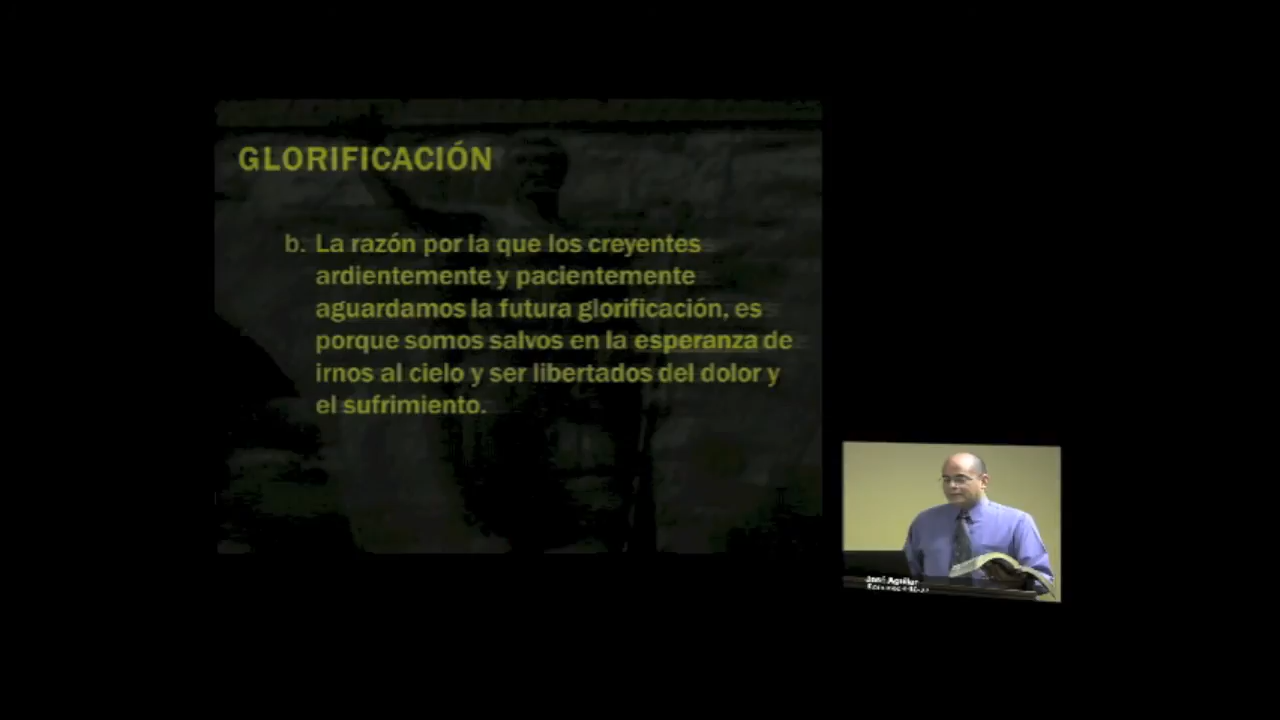 GLORIFICACIÓN
b. La razón por la que los creyentes
ardientemente y pacientemente
aguardamos la futura glorificación, es
porque somos salvos en la esperanza de
irnos al cielo y ser libertados del dolor y
el sufrimiento.
Aguilar